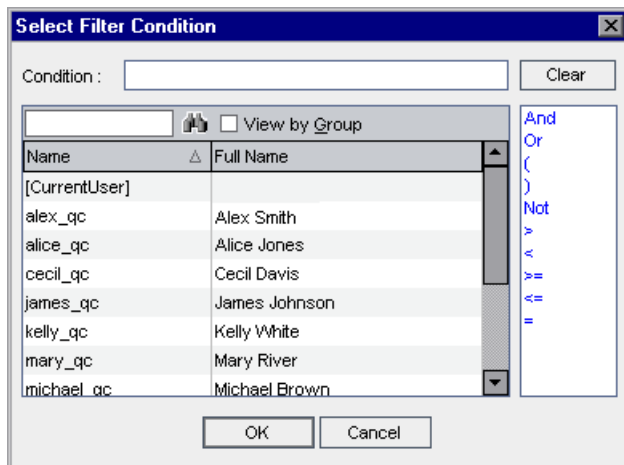 Select Filter Condition
Condition :
Clear
View by Group
Name Full Name
[CurrentUser]
alex_qc Alex Smith
alice_qc Alice Jones
cecil_qc Cecil Davis
james_qc James Johnson
kelly_qc Kelly White
mary_qc Mary River
michael_qc Michael Brown
And
Or
(
)
Not
>
<
>=
<=
=
OK Cancel